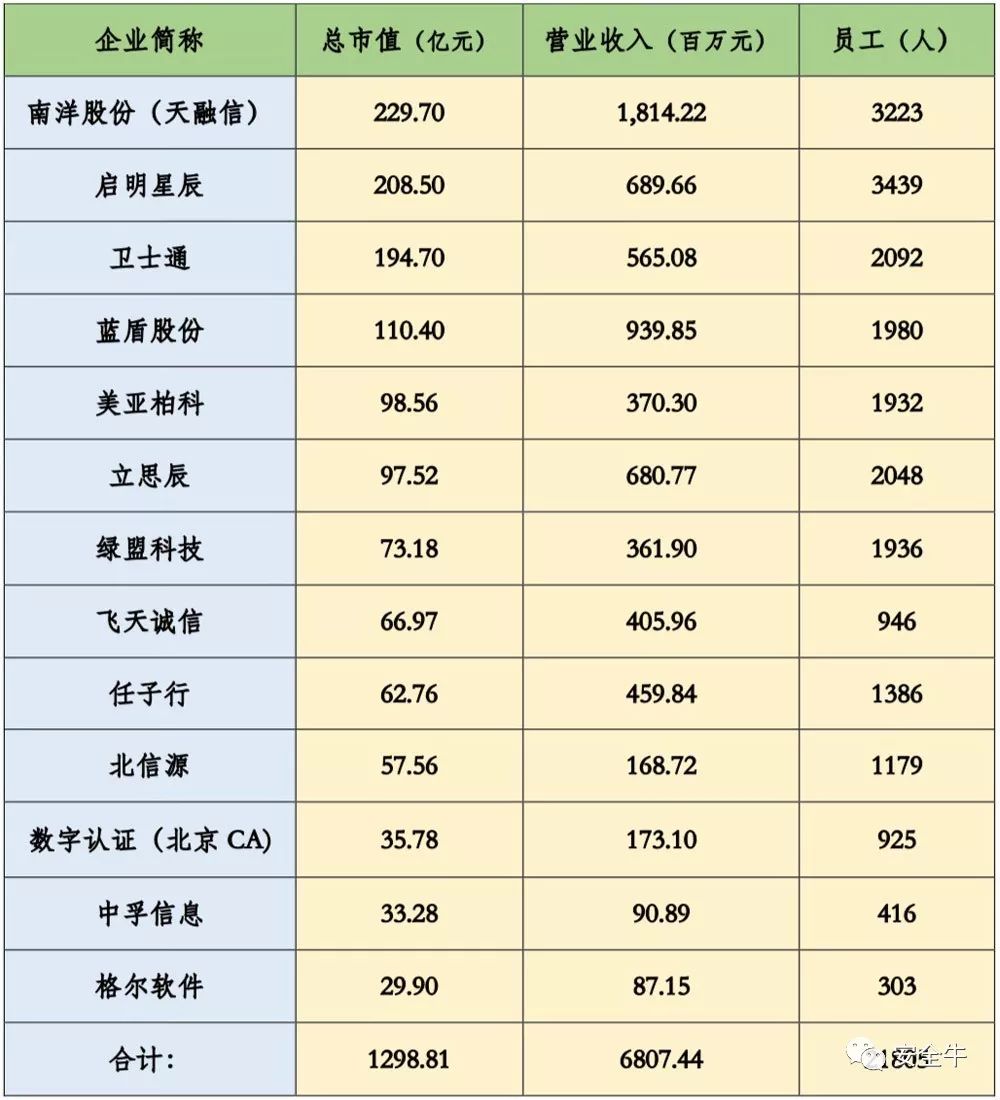 企业简称 总市值（亿元） 营业收入（百万元） 员工（人）
南洋股份（天融信） 229.70 1,814.22 3223
启明星辰 208.50 689.66 3439
卫士通 194.70 565.08 2092
蓝盾股份 110.40 939.85 1980
美亚柏科 98.56 370.30 1932
立思辰 97.52 680.77 2048
绿盟科技 73.18 361.90 1936
飞天诚信 66.97 405.96 946
任子行 62.76 459.84 1386
北信源 57.56 168.72 1179
数字认证（北京 CA) 35.78 173.10 925
中孚信息 33.28 90.89 416
格尔软件 29.90 87.15 303
合计： 1298.81 6807.44
安全牛